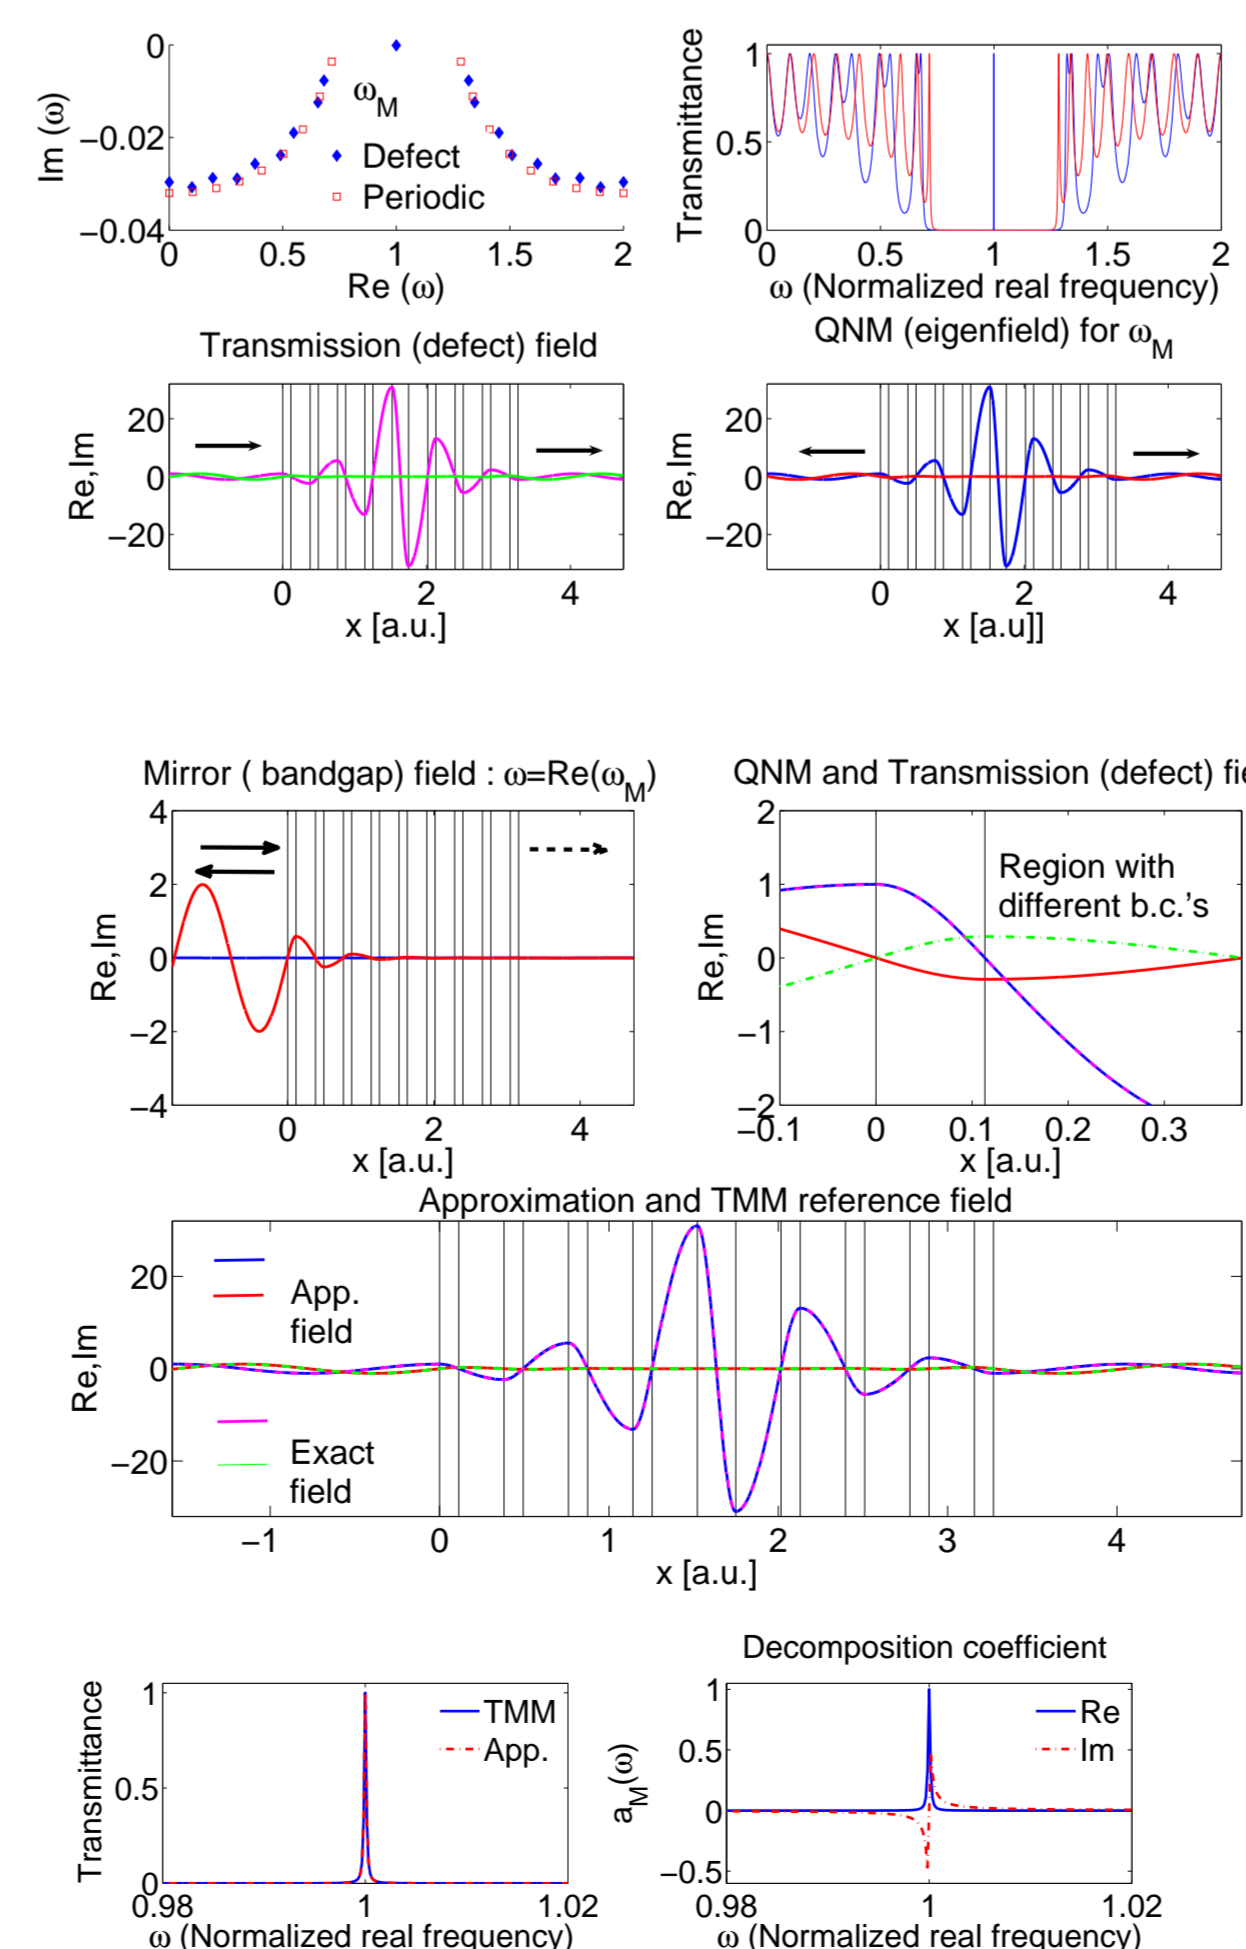 0
−0.02
−0.04
Im (ω)
ω_M
Defect
Periodic
0 0.5 1 1.5 2
Re (ω)
1
0.5
0
Transmittance
0 0.5 1 1.5 2
ω (Normalized real frequency)
Transmission (defect) field
20
0
−20
Re,Im
0 2 4
x [a.u.]
QNM (eigenfield) for ω_M
20
0
−20
Re,Im
0 2 4
x [a.u]]
Mirror ( bandgap) field : ω=Re(ω_M)
4
2
0
−2
−4
Re,Im
0 2 4
x [a.u.]
QNM and Transmission (defect) fie
2
1
0
−1
−2
Re,Im
Region with
different b.c.'s
−0.1 0 0.1 0.2 0.3
x [a.u.]
Approximation and TMM reference field
20
0
−20
Re,Im
App.
field
Exact
field
−1 0 1 2 3 4
x [a.u.]
1
0.5
0
Transmittance
TMM
App.
0.98 1 1.02
ω (Normalized real frequency)
Decomposition coefficient
1
0.5
0
−0.5
a_M(ω)
Re
Im
0.98 1 1.02
ω (Normalized real frequency)